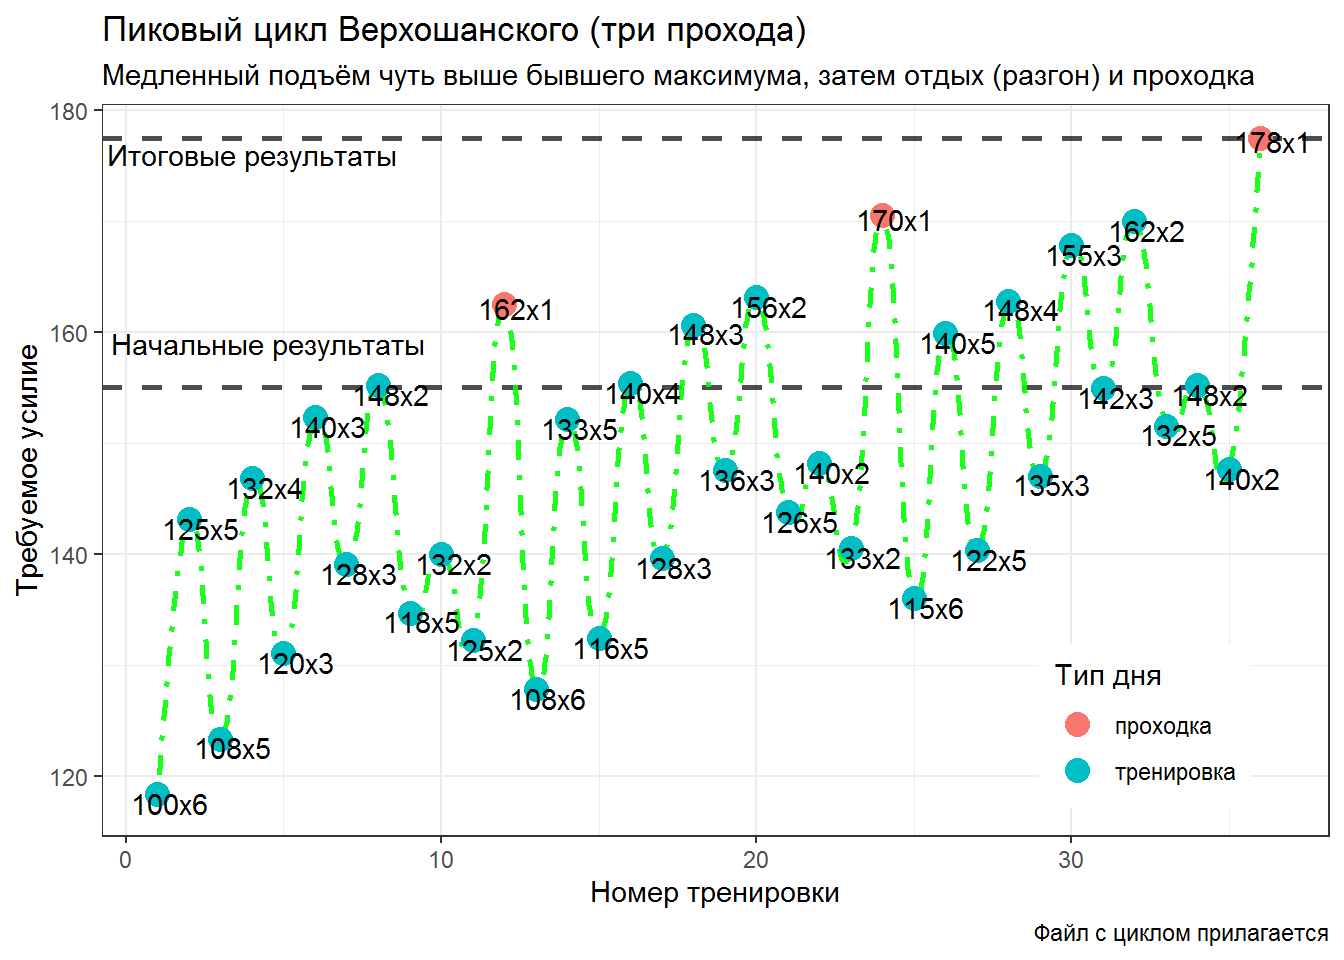 Пиковый цикл Верхошанского (три прохода)
Медленный подъём чуть выше бывшего максимума, затем отдых (разгон) и проходка
180
160
140
120
Требуемое усилие
Итоговые результаты
Начальные результаты
100x6
125x5
108x5
132x4
120x3
140x3
128x3
148x2
118x5
132x2
125x2
162x1
108x6
133x5
116x5
140x4
128x3
148x3
136x3
156x2
126x5
140x2
133x2
170x1
115x6
140x5
122x5
148x4
135x3
155x3
142x3
162x2
132x5
148x2
140x2
178x1
Тип дня
проходка
тренировка
0
10
20
30
Номер тренировки
Файл с циклом прилагается